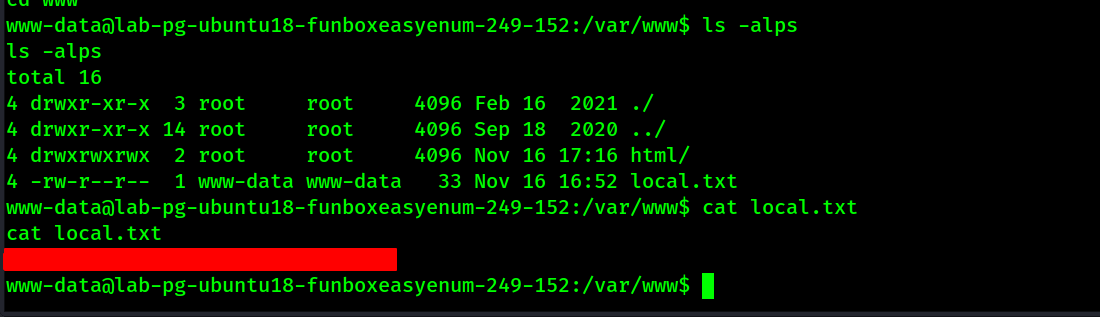 cd www
www-data@lab-pg-ubuntu18-funboxeasyenum-249-152:/var/www$ ls -alps
ls -alps
total 16
4 drwxr-xr-x  3 root     root     4096 Feb 16  2021 ./
4 drwxr-xr-x 14 root     root     4096 Sep 18  2020 ../
4 drwxrwxrwx  2 root     root     4096 Nov 16 17:16 html/
4 -rw-r--r--  1 www-data www-data   33 Nov 16 16:52 local.txt
www-data@lab-pg-ubuntu18-funboxeasyenum-249-152:/var/www$ cat local.txt
cat local.txt
www-data@lab-pg-ubuntu18-funboxeasyenum-249-152:/var/www$